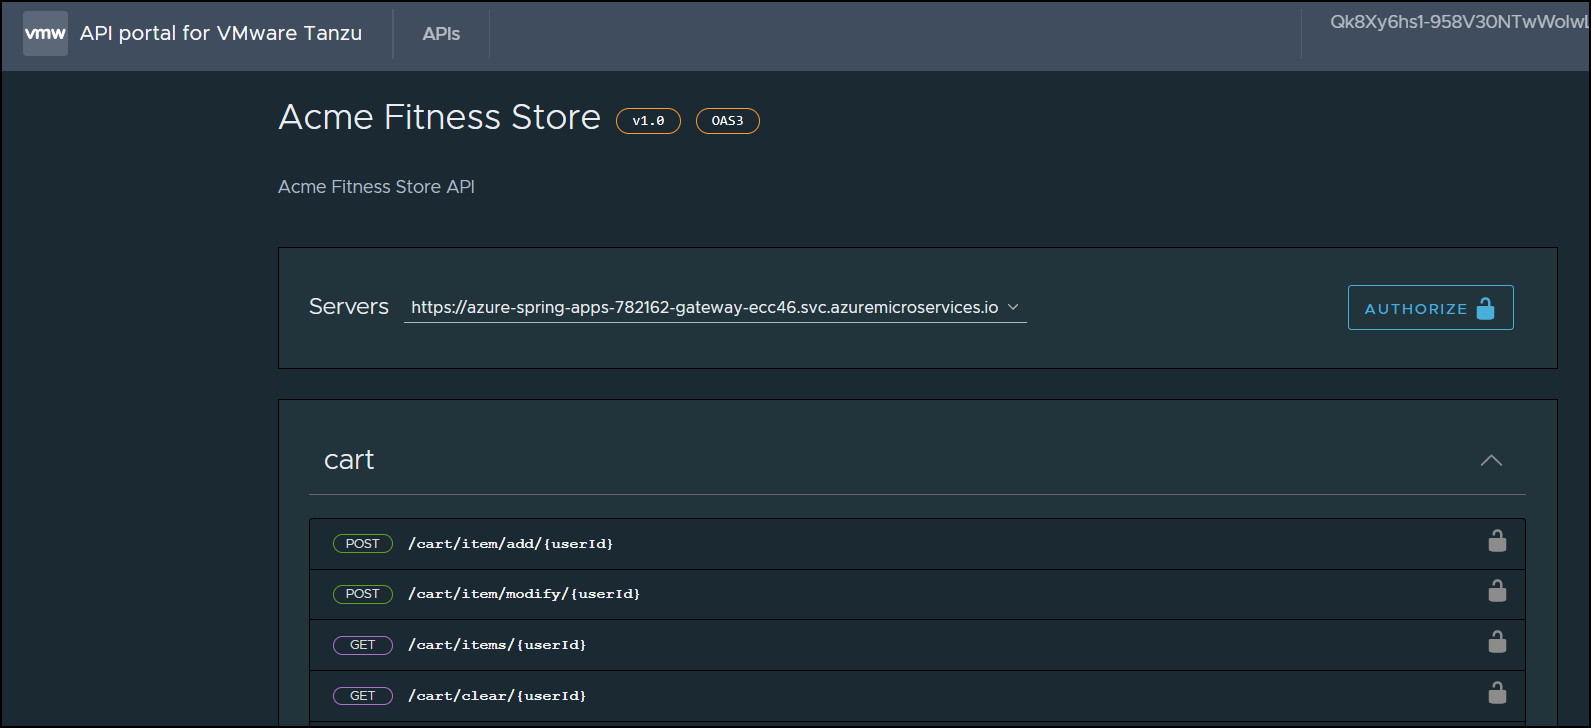 vmw API portal for VMware Tanzu APIs Qk8Xy6hs1-958V30NTwWolwL
Acme Fitness Store v1.0 OAS3
Acme Fitness Store API
Servers https://azure-spring-apps-782162-gateway-ecc46.svc.azuremicroservices.io AUTHORIZE
cart
POST /cart/item/add/{userId}
POST /cart/item/modify/{userId}
GET /cart/items/{userId}
GET /cart/clear/{userId}